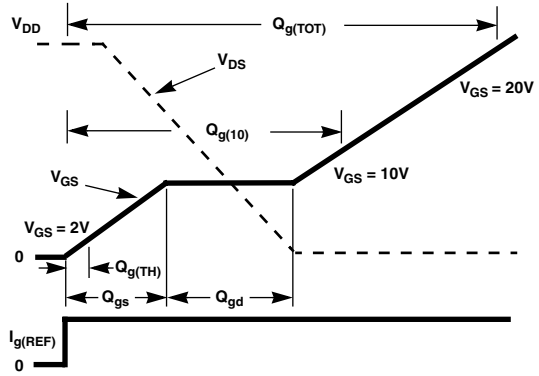 V_DD
Q_g(TOT)
V_DS
V_GS = 20V
Q_g(10)
V_GS
V_GS = 10V
V_GS = 2V
0
Q_g(TH)
Q_gs
Q_gd
I_g(REF)
0